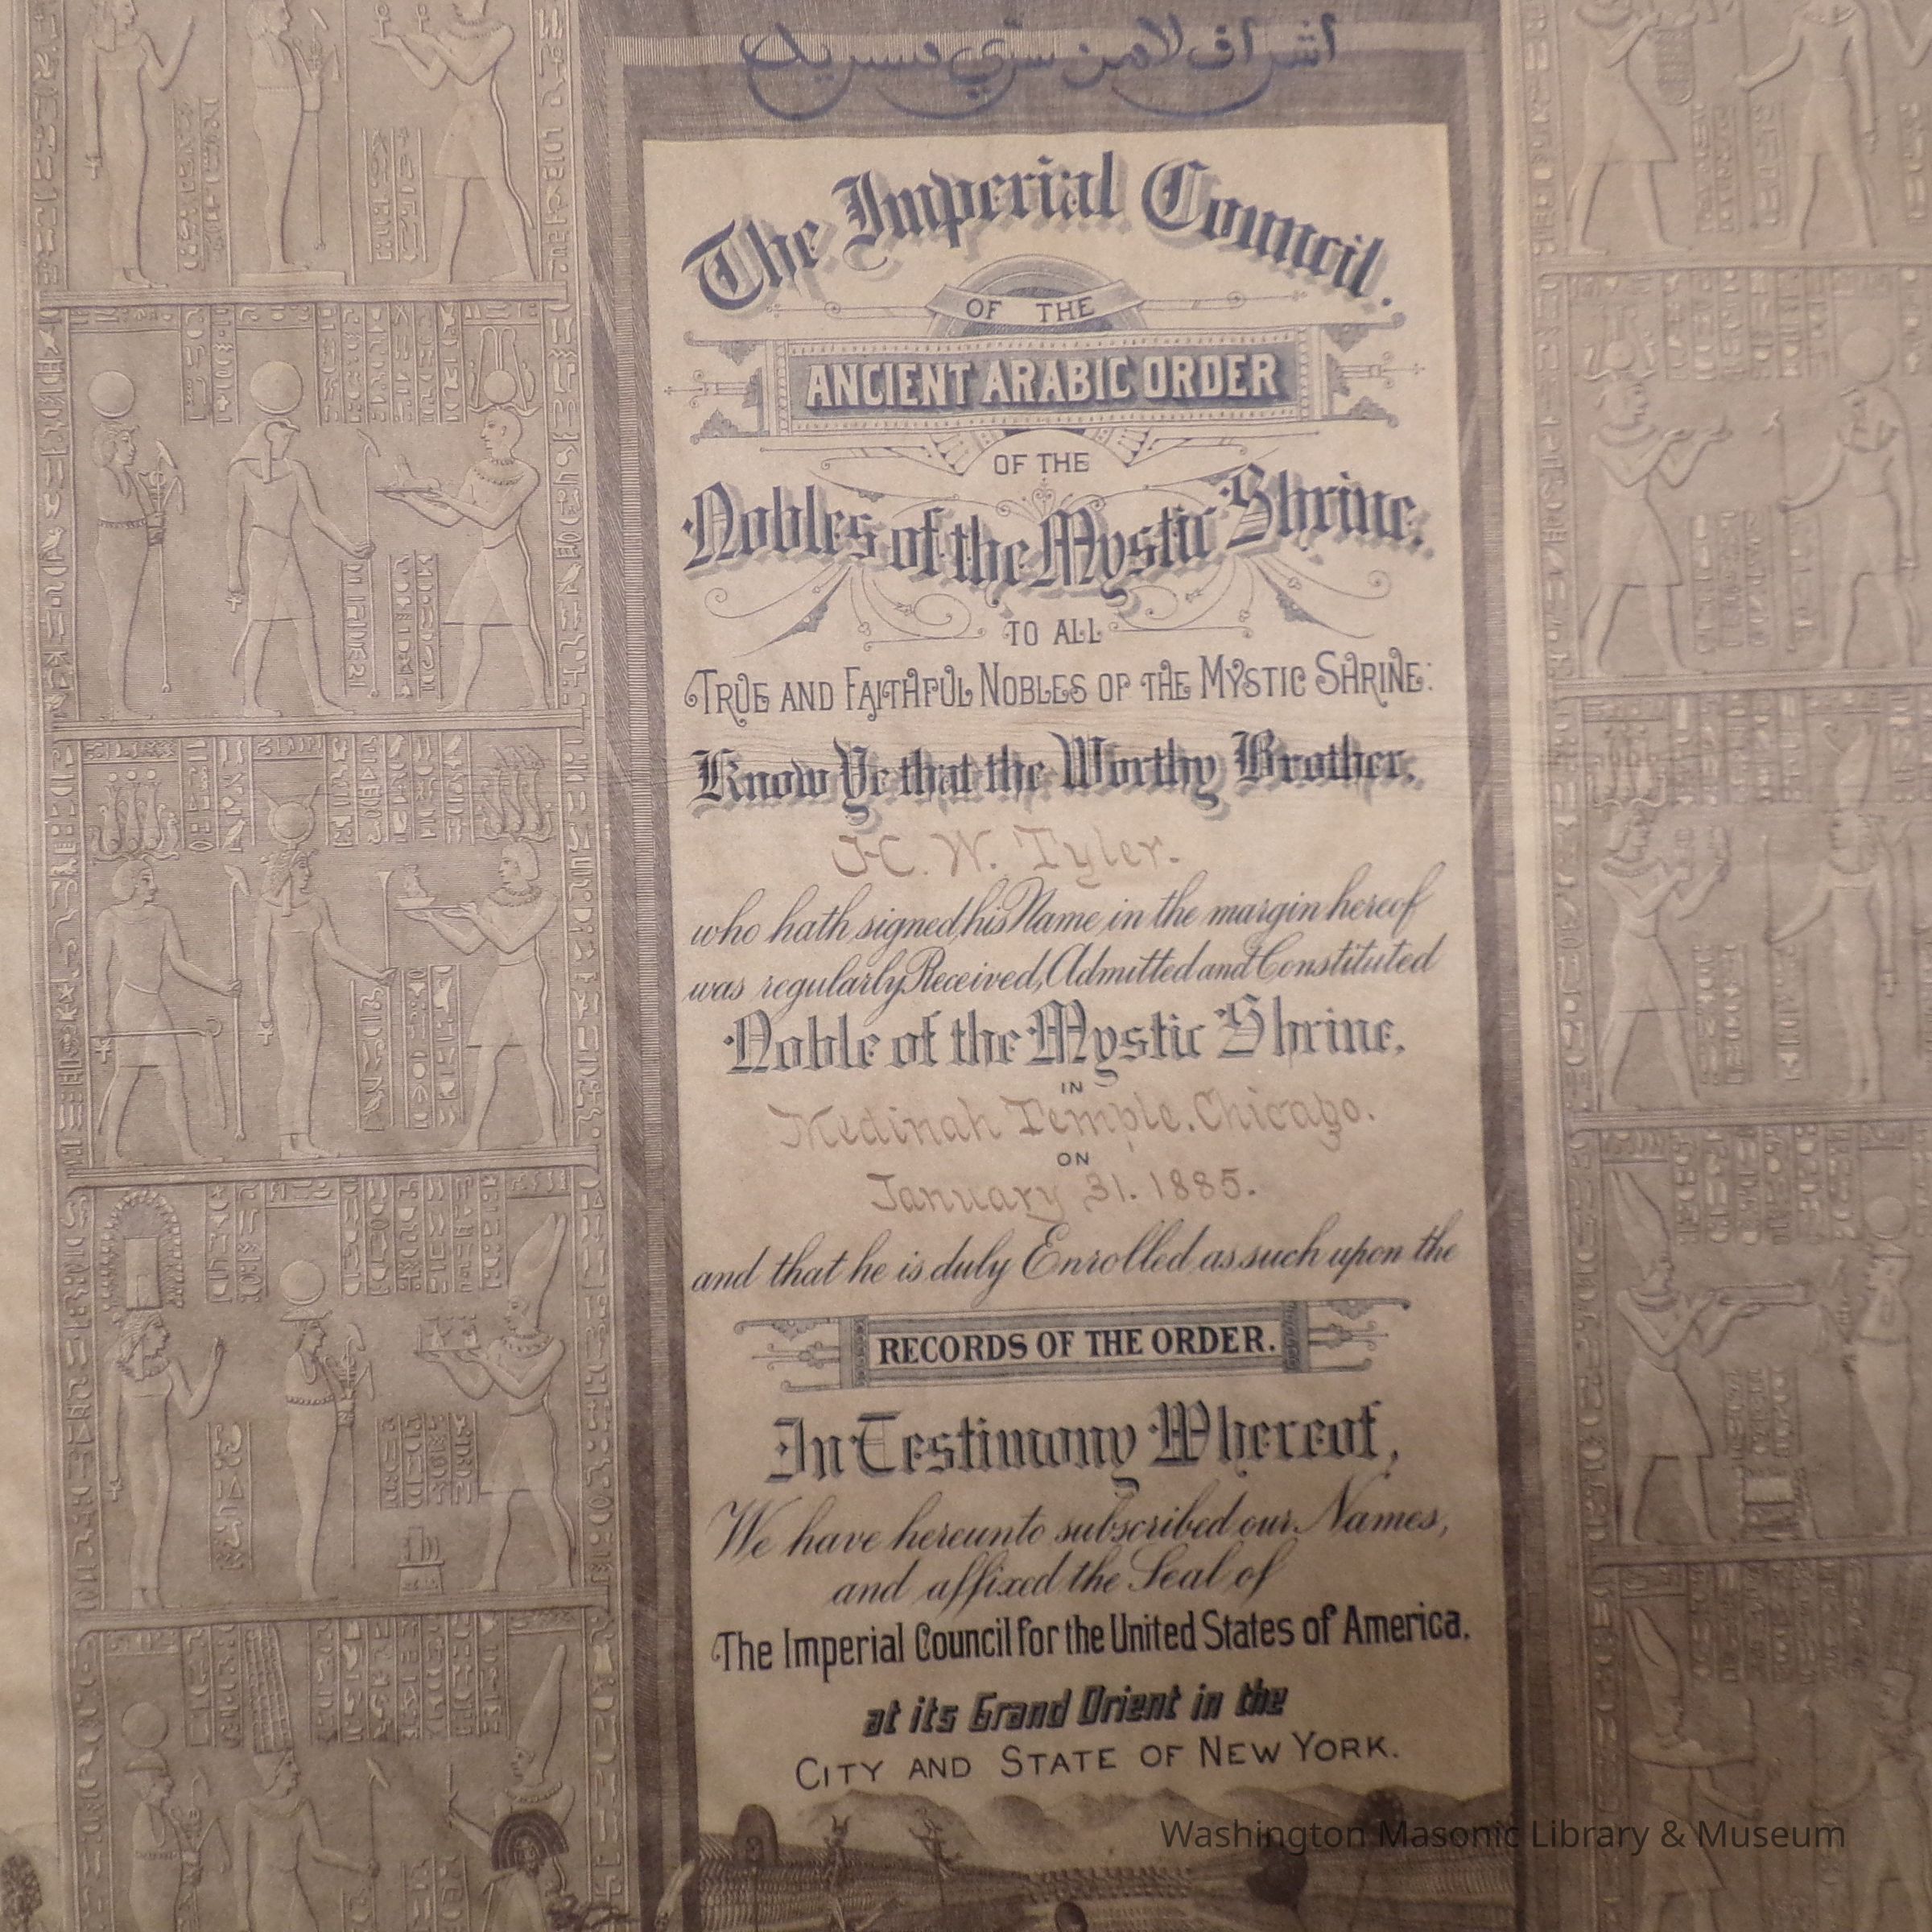 اشراف لامن ستي مسريك
The Imperial Council.
OF THE
ANCIENT ARABIC ORDER
OF THE
Nobles of the Mystic Shrine.
TO ALL
TRUE AND FAITHFUL NOBLES OF THE MYSTIC SHRINE:
Know Ye that the Worthy Brother,
H.C. W. Tyler.
who hath signed his Name in the margin hereof
was regularly Received, Admitted and Constituted
Noble of the Mystic Shrine,
IN
Medinah Temple. Chicago.
ON
January 31. 1885.
and that he is duly Enrolled as such upon the
RECORDS OF THE ORDER.
In Testimony Whereof,
We have hereunto subscribed our Names,
and affixed the Seal of
The Imperial Council for the United States of America.
at its Grand Orient in the
CITY AND STATE OF NEW YORK.
Washington Masonic Library & Museum